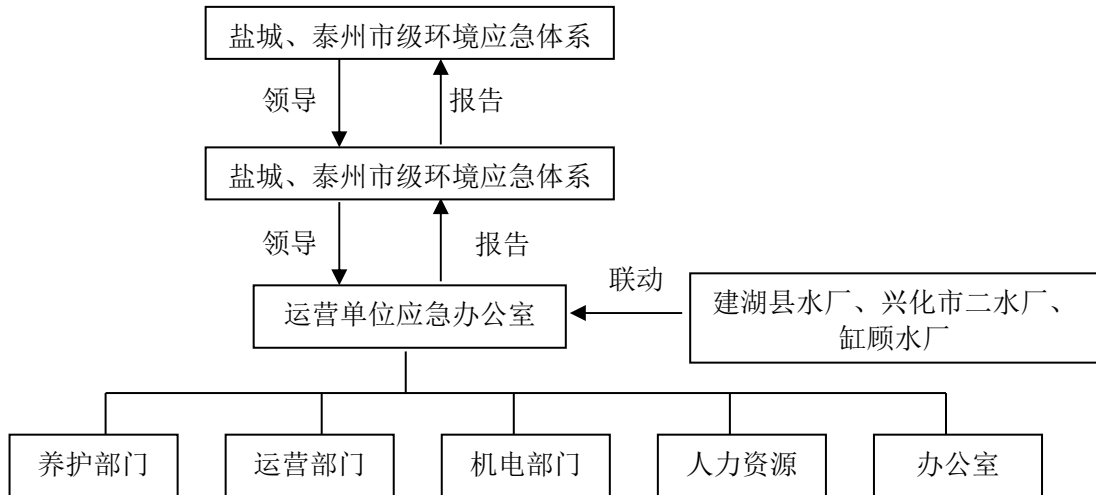 盐城、泰州市级环境应急体系
领导
报告
盐城、泰州市级环境应急体系
领导
报告
联动
运营单位应急办公室
建湖县水厂、兴化市二水厂、
缸顾水厂
养护部门
运营部门
机电部门
人力资源
办公室